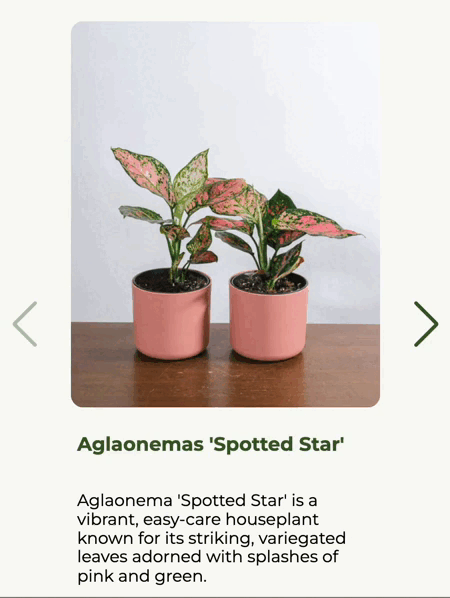 Aglaonemas 'Spotted Star'
Aglaonema 'Spotted Star' is a
vibrant, easy-care houseplant
known for its striking, variegated
leaves adorned with splashes of
pink and green.